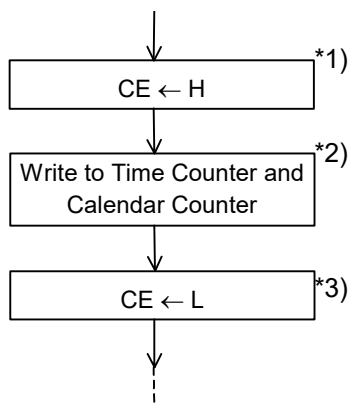 *1)
CE ← H
*2)
Write to Time Counter and
Calendar Counter
*3)
CE ← L